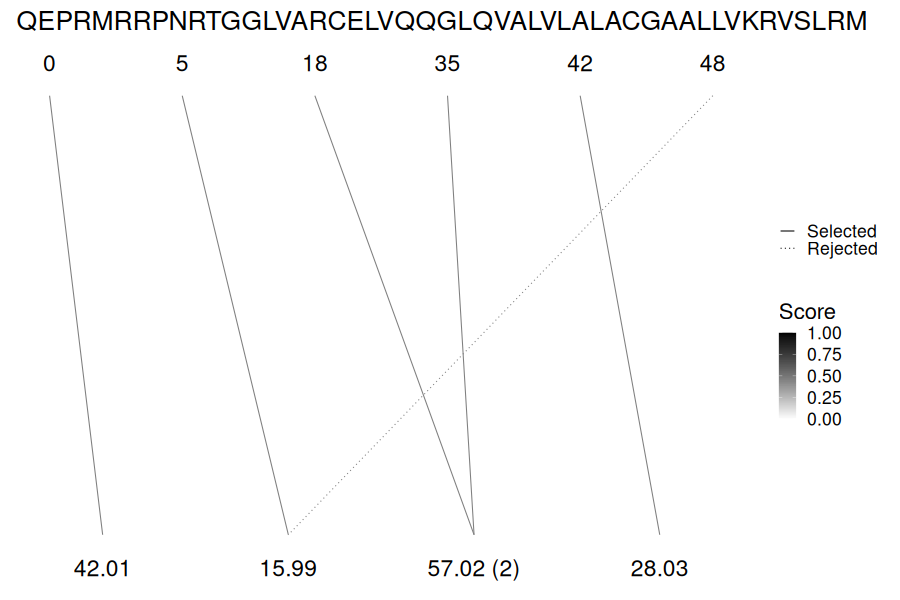 QEPRMRRPNRTGGLVARCELVQQGLQVALVLALACGAALLVKRVSLRM
0 5 18 35 42 48
Selected
Rejected
Score
1.00
0.75
0.50
0.25
0.00
42.01 15.99 57.02 (2) 28.03